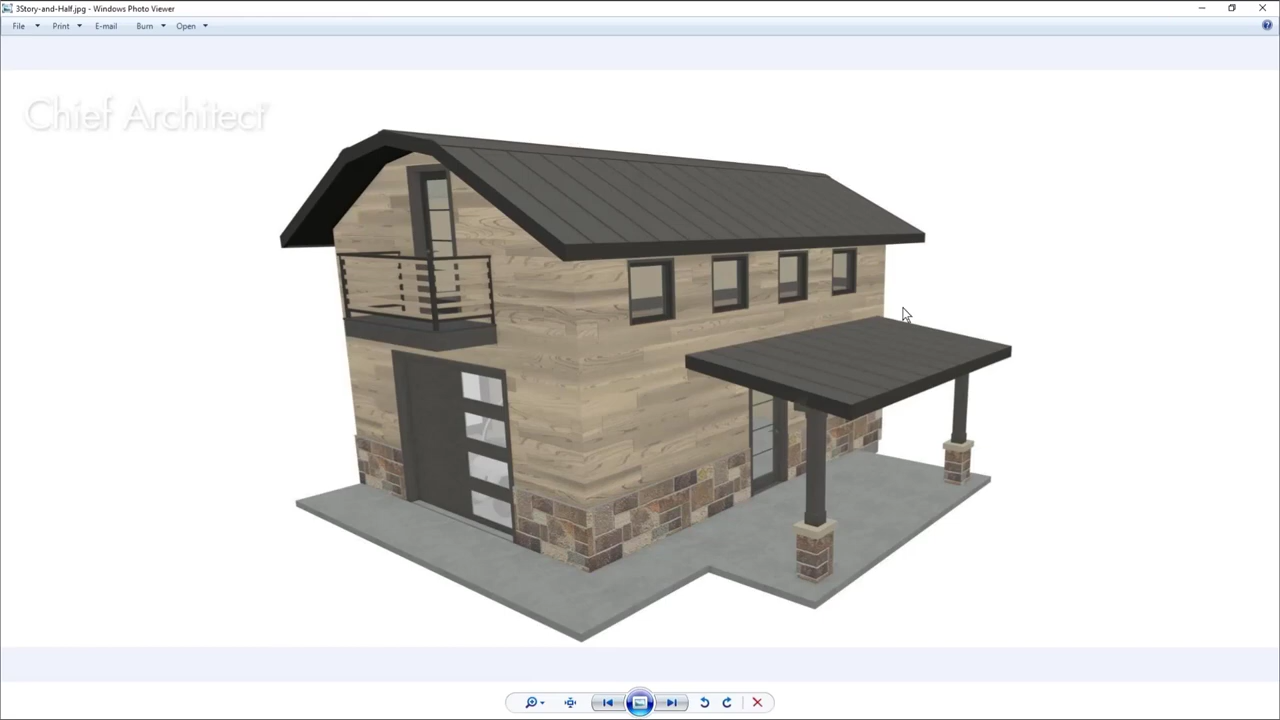 3Story-and-Half.jpg - Windows Photo Viewer
File Print E-mail Burn Open
Chief Architect